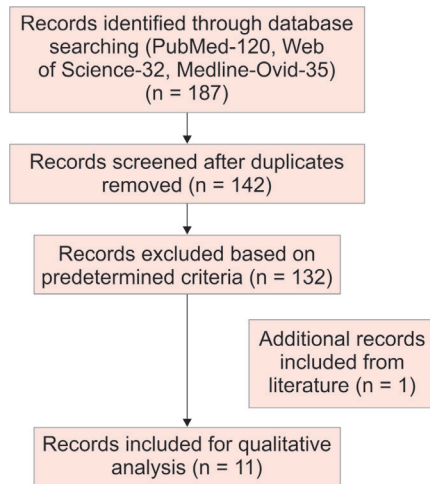 Records identified through database
searching (PubMed-120, Web
of Science-32, Medline-Ovid-35)
(n = 187)
Records screened after duplicates
removed (n = 142)
Records excluded based on
predetermined criteria (n = 132)
Additional records
included from
literature (n = 1)
Records included for qualitative
analysis (n = 11)